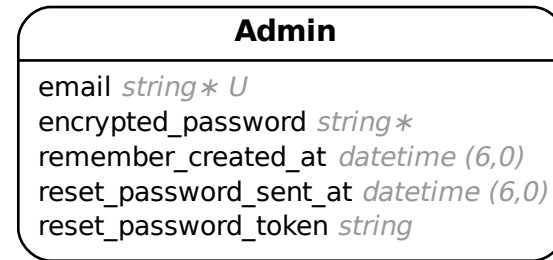 Admin
email string∗ U
encrypted_password string∗
remember_created_at datetime (6,0)
reset_password_sent_at datetime (6,0)
reset_password_token string